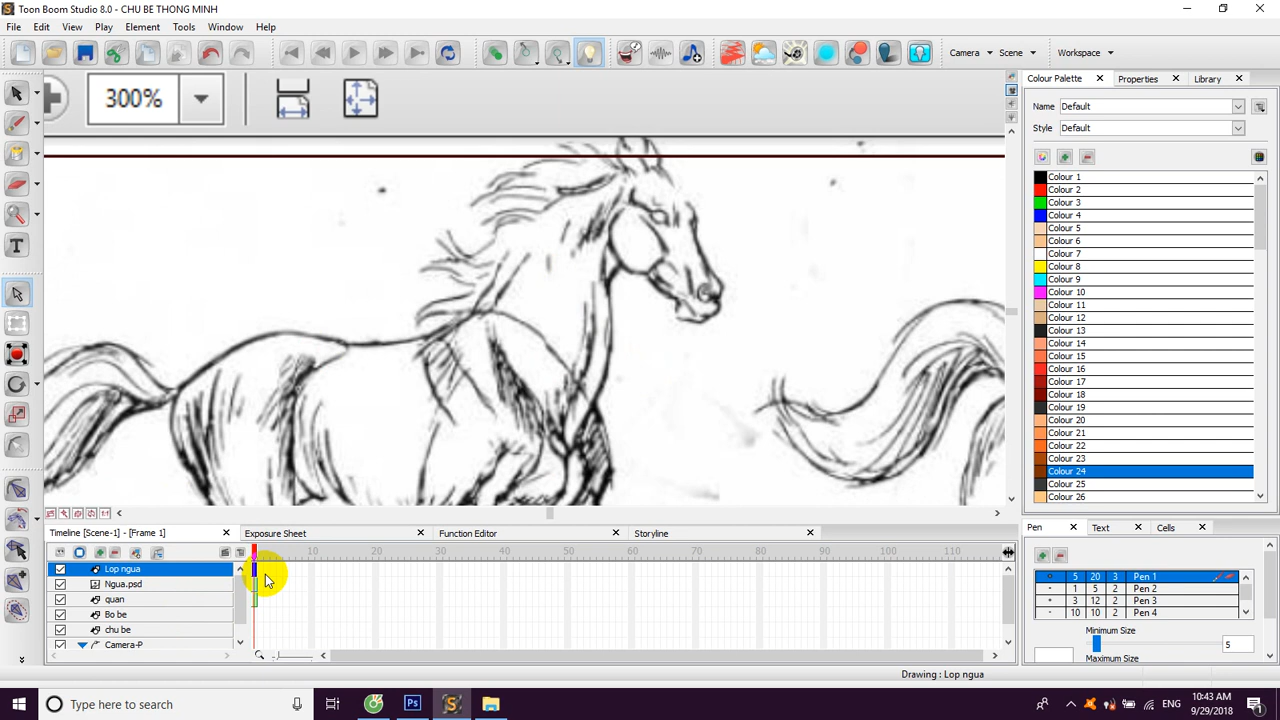 Toon Boom Studio 8.0 - CHU BE THONG MINH
File Edit View Play Element Tools Window Help
Camera Scene Workspace
300%
Colour Palette Properties Library
Name Default
Style Default
Colour 1
Colour 2
Colour 3
Colour 4
Colour 5
Colour 6
Colour 7
Colour 8
Colour 9
Colour 10
Colour 11
Colour 12
Colour 13
Colour 14
Colour 15
Colour 16
Colour 17
Colour 18
Colour 19
Colour 20
Colour 21
Colour 22
Colour 23
Colour 24
Colour 25
Colour 26
Timeline [Scene-1] - [Frame 1] Exposure Sheet Function Editor Storyline
10 20 30 40 50 60 70 80 90 100 110
Lop ngua
Ngua.psd
quan
Bo be
chu be
Camera-P
Pen Text Cells
5 20 3 Pen 1
1 5 2 Pen 2
3 12 2 Pen 3
10 10 2 Pen 4
Minimum Size
5
Maximum Size
Drawing : Lop ngua
Type here to search
ENG
10:43 AM
9/29/2018
1